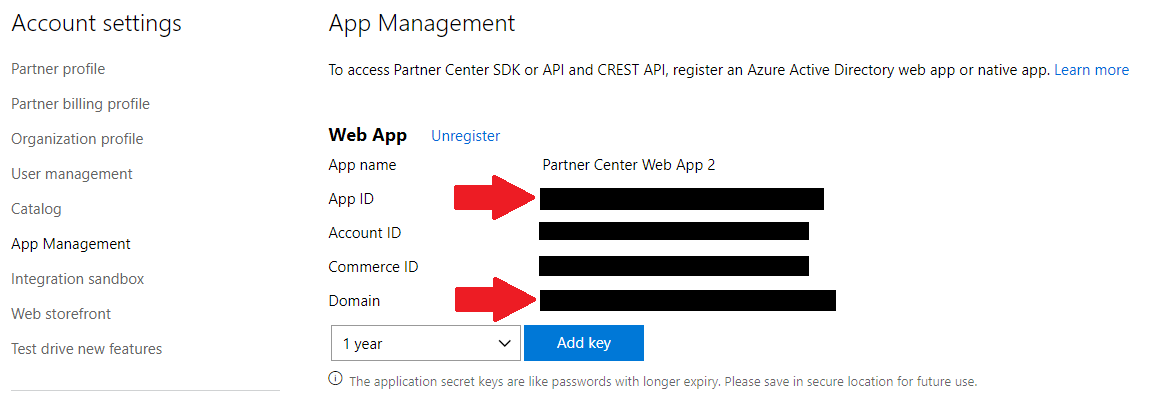 Account settings
Partner profile
Partner billing profile
Organization profile
User management
Catalog
App Management
Integration sandbox
Web storefront
Test drive new features
App Management
To access Partner Center SDK or API and CREST API, register an Azure Active Directory web app or native app. Learn more
Web App Unregister
App name Partner Center Web App 2
App ID
Account ID
Commerce ID
Domain
1 year Add key
The application secret keys are like passwords with longer expiry. Please save in secure location for future use.